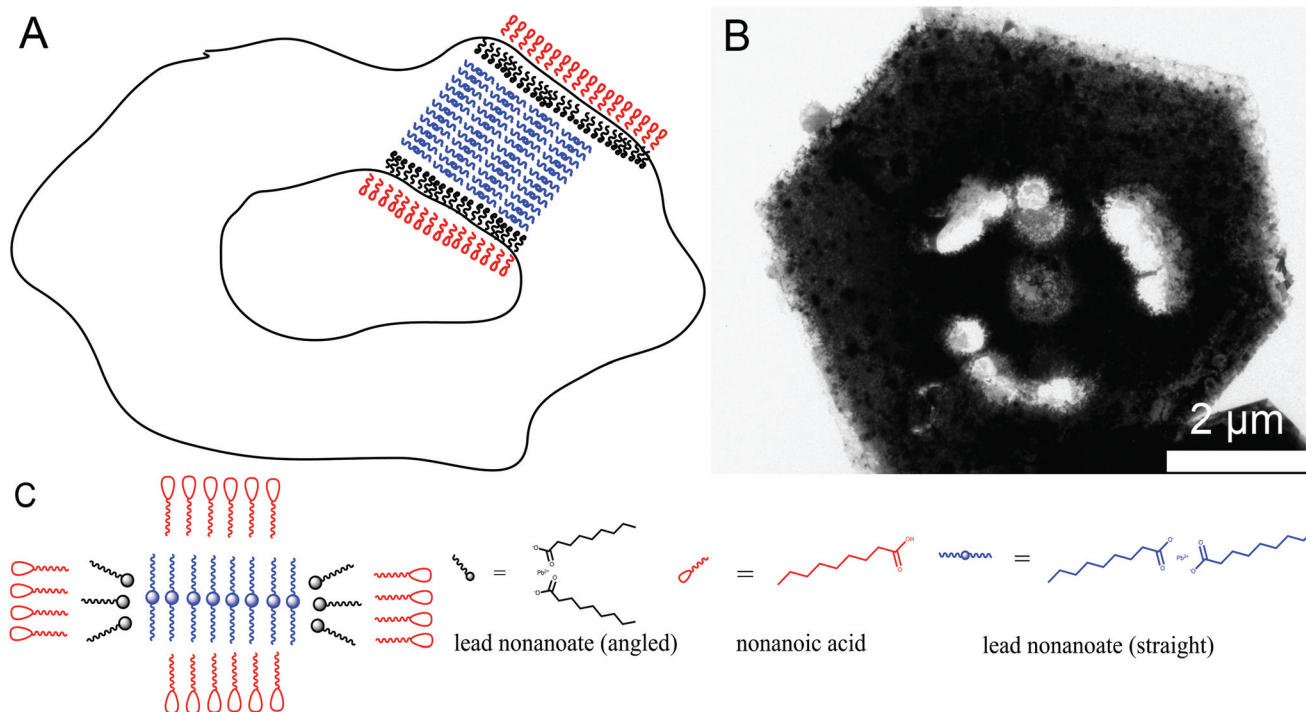 A
B
2 µm
C
=
-O
O
Pb2+
-O
O
lead nonanoate (angled)
=
OH
O
nonanoic acid
=
O-
O
Pb2+
O
-O
lead nonanoate (straight)